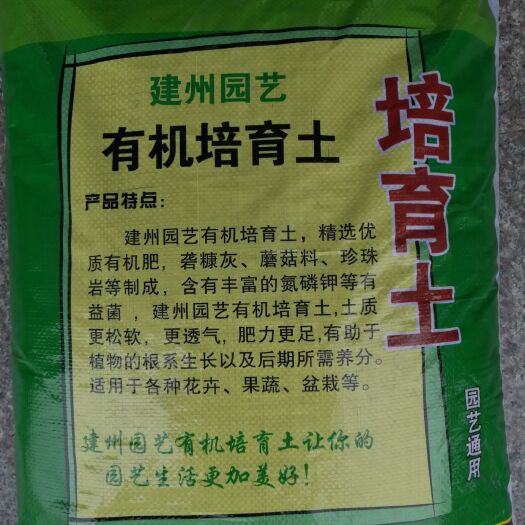 建州园艺
有机培育土
产品特点：
建州园艺有机培育土，精选优
质有机肥，砻糠灰、蘑菇料、珍珠
岩等制成，含有丰富的氮磷钾等有
益菌，建州园艺有机培育土,土质
更松软，更透气，肥力更足,有助于
植物的根系生长以及后期所需养分。
适用于各种花卉、果蔬、盆栽等。
建州园艺有机培育土让你的
园艺生活更加美好！
培育土
园艺通用